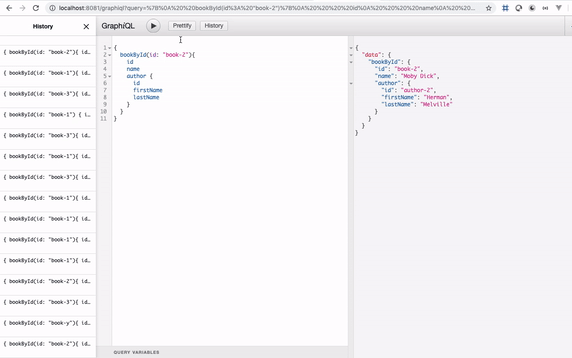 localhost:8081/graphiql?query=%7B%0A%20%20bookById(id%3A%20"book-2")%7B%0A%20%20%20%20id%0A%20%20%20%20name%0A%20%20%20%...
History
GraphiQL
Prettify
History
{ bookById(id: "book-2"){ id…
{ bookById(id: "book-1"){ id…
{ bookById(id: "book-3"){ id…
{ bookById(id: "book-1") { i…
{ bookById(id: "book-3"){ id…
{ bookById(id: "book-1"){ id…
{ bookById(id: "book-3"){ id…
{ bookById(id: "book-1"){ id…
{ bookById(id: "book-1"){ id…
{ bookById(id: "book-1"){ id…
{ bookById(id: "book-1"){ id…
{ bookById(id: "book-2"){ id…
{ bookById(id: "book-3"){ id…
{ bookById(id: "book-y"){ id…
{ bookById(id: "book-2"){ id…
1 {
2 bookById(id: "book-2"){
3 id
4 name
5 author {
6 id
7 firstName
8 lastName
9 }
10 }
11 }
{
"data": {
"bookById": {
"id": "book-2",
"name": "Moby Dick",
"author": {
"id": "author-2",
"firstName": "Herman",
"lastName": "Melville"
}
}
}
}
QUERY VARIABLES